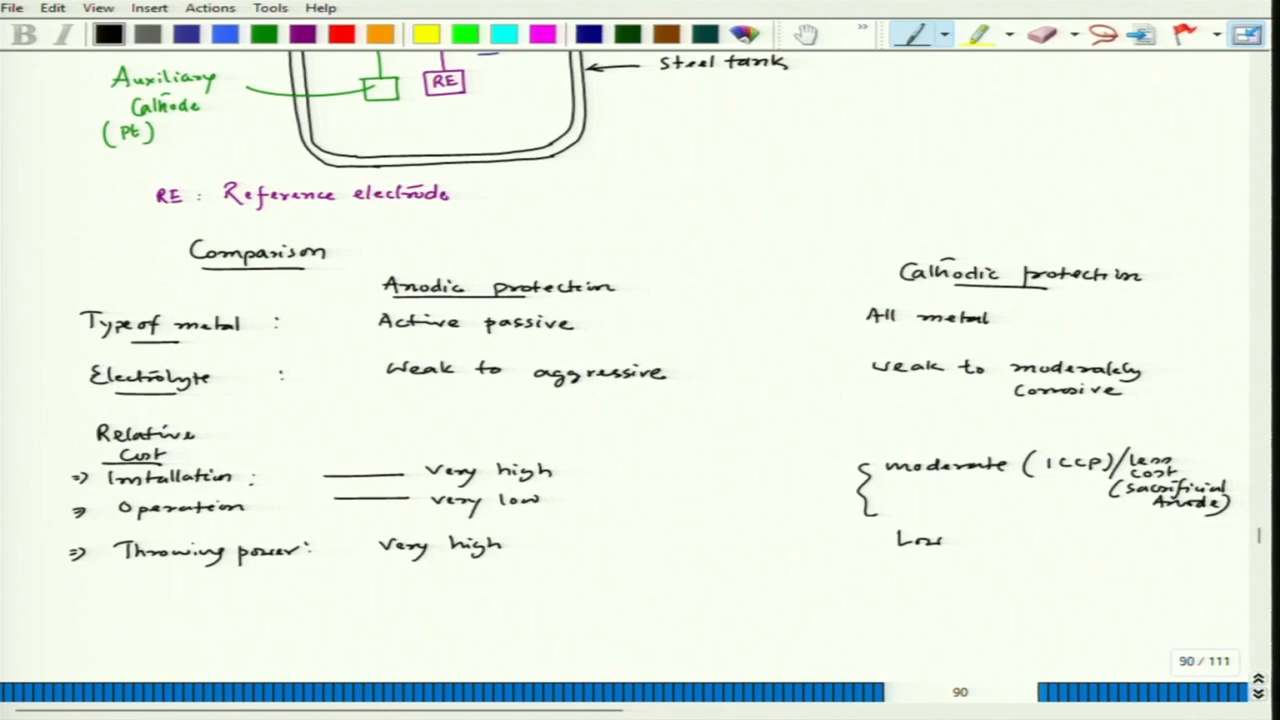 File Edit View Insert Actions Tools Help
B I
Auxiliary
Cathode
(Pt)
RE
Steel tank
RE : Reference electrode
Comparison
Anodic protection
Cathodic protection
Type of metal : Active passive All metal
Electrolyte : Weak to aggressive Weak to moderately
corrosive
Relative
Cost
⇒ Installation : very high moderate (ICCP)/less
cost
(sacrificial
Anode)
⇒ Operation very low
⇒ Throwing power: Very high Low
90 / 111
90